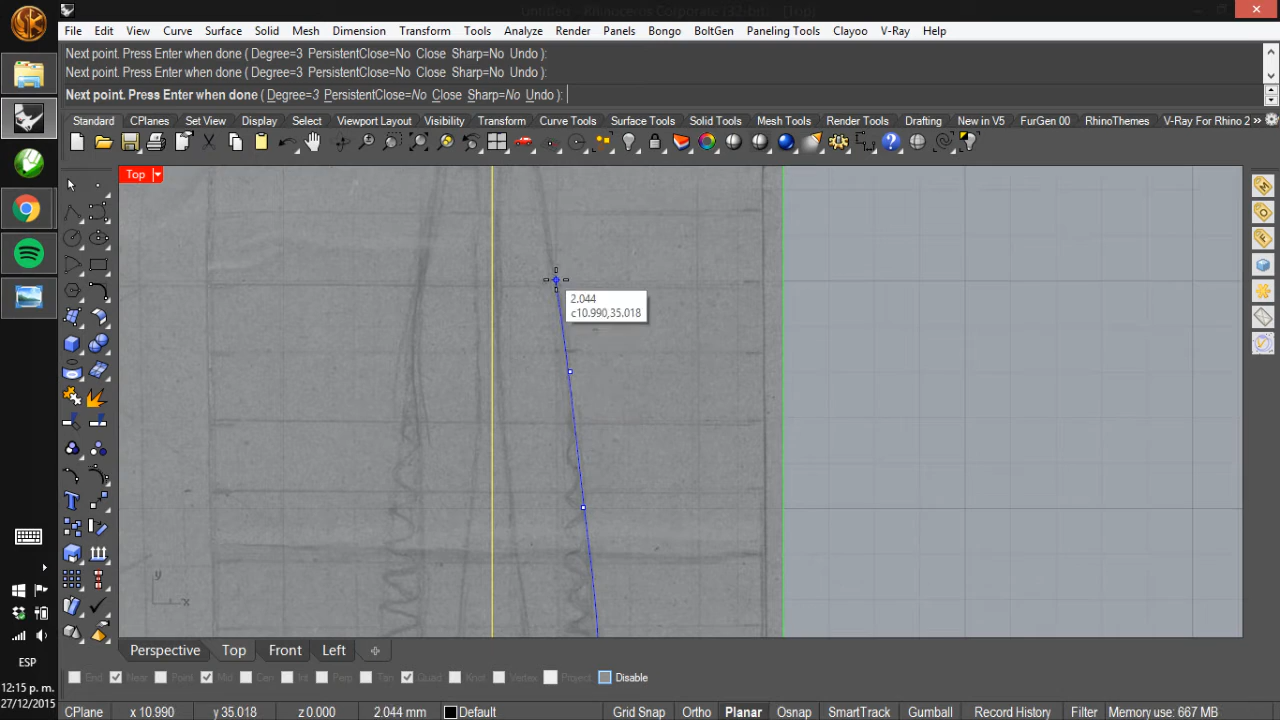 Untitled - Rhinoceros Corporate (32-bit) - [Top]
File Edit View Curve Surface Solid Mesh Dimension Transform Tools Analyze Render Panels Bongo BoltGen Paneling Tools Clayoo V-Ray Help
Next point. Press Enter when done ( Degree=3 PersistentClose=No Close Sharp=No Undo ):
Next point. Press Enter when done ( Degree=3 PersistentClose=No Close Sharp=No Undo ):
Next point. Press Enter when done ( Degree=3 PersistentClose=No Close Sharp=No Undo ):
Standard CPlanes Set View Display Select Viewport Layout Visibility Transform Curve Tools Surface Tools Solid Tools Mesh Tools Render Tools Drafting New in V5 FurGen 00 RhinoThemes V-Ray For Rhino 2 »
Top
2.044
c10.990,35.018
y
x
Perspective Top Front Left
End Near Point Mid Cen Int Perp Tan Quad Knot Vertex Project Disable
ESP
12:15 p. m.
27/12/2015
CPlane x 10.990 y 35.018 z 0.000 2.044 mm Default Grid Snap Ortho Planar Osnap SmartTrack Gumball Record History Filter Memory use: 667 MB